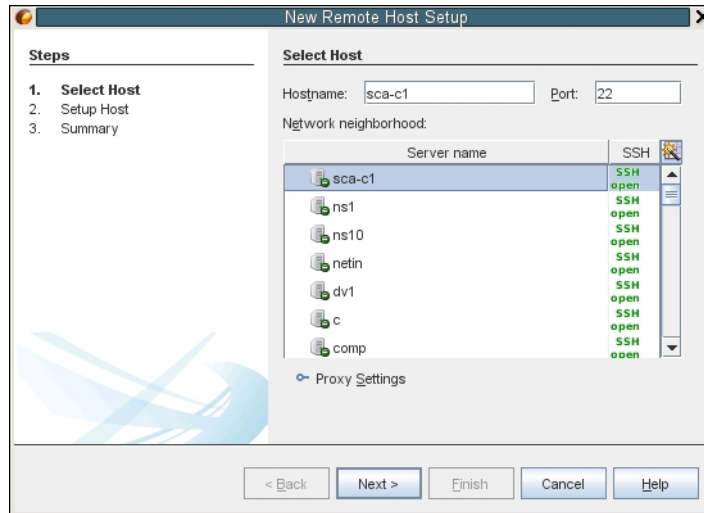 New Remote Host Setup
Steps
1. Select Host
2. Setup Host
3. Summary
Select Host
Hostname: sca-c1 Port: 22
Network neighborhood:
Server name SSH
sca-c1 SSH open
ns1 SSH open
ns10 SSH open
netin SSH open
dv1 SSH open
c SSH open
comp SSH open
Proxy Settings
< Back Next > Finish Cancel Help